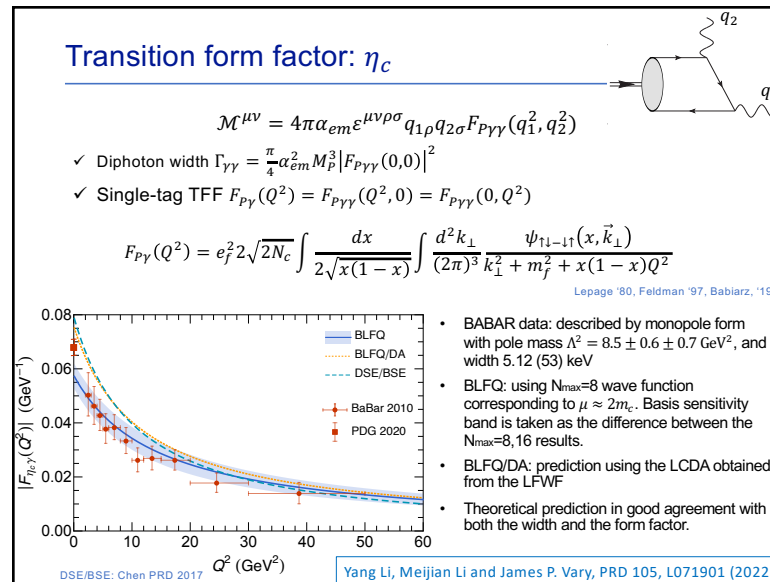 Transition form factor: η_c
q_2
q
ℳ^{μν} = 4πα_{em}ε^{μνρσ}q_{1ρ}q_{2σ}F_{Pγγ}(q_1^2, q_2^2)
✓ Diphoton width Γ_{γγ} = \frac{π}{4}α_{em}^2 M_P^3|F_{Pγγ}(0,0)|^2
✓ Single-tag TFF F_{Pγ}(Q^2) = F_{Pγγ}(Q^2, 0) = F_{Pγγ}(0, Q^2)
F_{Pγ}(Q^2) = e_f^2 2\sqrt{2N_c} ∫ \frac{dx}{2\sqrt{x(1-x)}} ∫ \frac{d^2k_⊥}{(2π)^3} \frac{ψ_{↑↓-↓↑}(x, \vec{k}_⊥)}{k_⊥^2 + m_f^2 + x(1-x)Q^2}
Lepage '80, Feldman '97, Babiarz, '19
|F_{η_cγ}(Q^2)| (GeV^{-1})
0.08
0.06
0.04
0.02
0.00
BLFQ
BLFQ/DA
DSE/BSE
BaBar 2010
PDG 2020
0 10 20 30 40 50 60
Q^2 (GeV^2)
DSE/BSE: Chen PRD 2017
• BABAR data: described by monopole form
with pole mass Λ^2 = 8.5 ± 0.6 ± 0.7 GeV^2, and
width 5.12 (53) keV
• BLFQ: using Nmax=8 wave function
corresponding to μ ≈ 2m_c. Basis sensitivity
band is taken as the difference between the
Nmax=8,16 results.
• BLFQ/DA: prediction using the LCDA obtained
from the LFWF
• Theoretical prediction in good agreement with
both the width and the form factor.
Yang Li, Meijian Li and James P. Vary, PRD 105, L071901 (2022